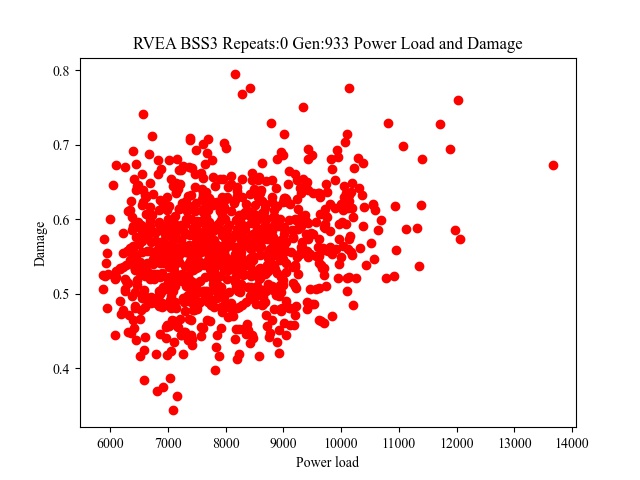 RVEA BSS3 Repeats:0 Gen:933 Power Load and Damage
0.8
0.7
0.6
0.5
0.4
Damage
6000 7000 8000 9000 10000 11000 12000 13000 14000
Power load